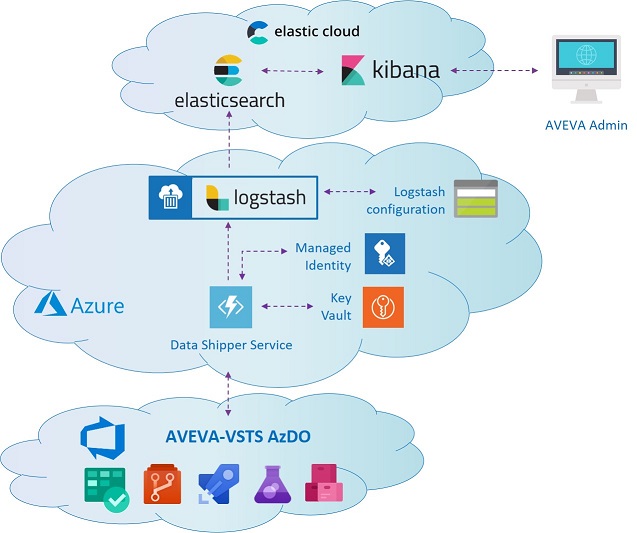 elastic cloud
elasticsearch
kibana
AVEVA Admin
logstash
Logstash
configuration
Managed
Identity
Azure
Key
Vault
Data Shipper Service
AVEVA-VSTS AzDO